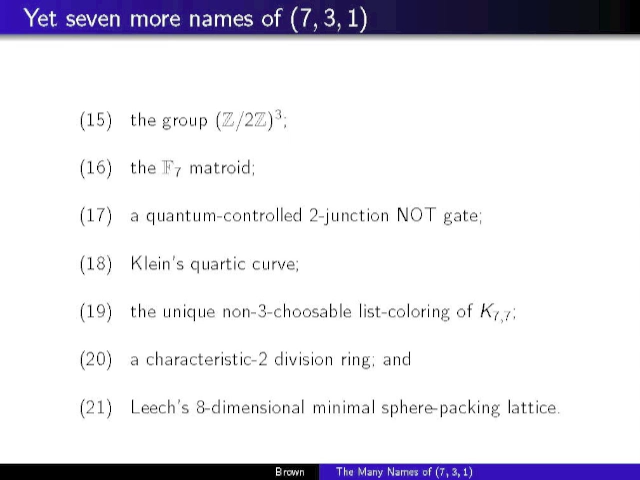 Yet seven more names of (7, 3, 1)
(15) the group (ℤ/2ℤ)³;
(16) the 𝔽₇ matroid;
(17) a quantum-controlled 2-junction NOT gate;
(18) Klein's quartic curve;
(19) the unique non-3-choosable list-coloring of K₇,₇;
(20) a characteristic-2 division ring; and
(21) Leech's 8-dimensional minimal sphere-packing lattice.
Brown The Many Names of (7, 3, 1)